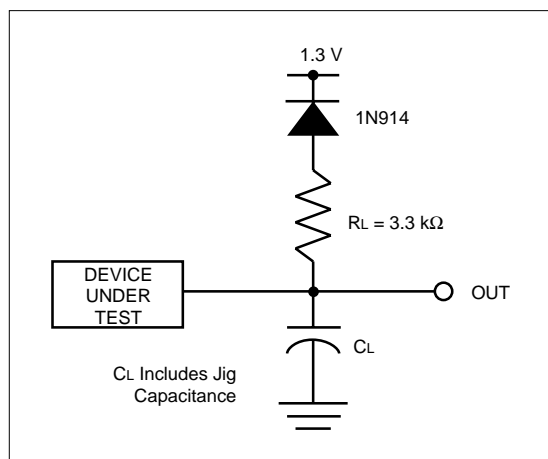 1.3 V
1N914
RL = 3.3 kΩ
DEVICE
UNDER
TEST
OUT
CL
CL Includes Jig
Capacitance